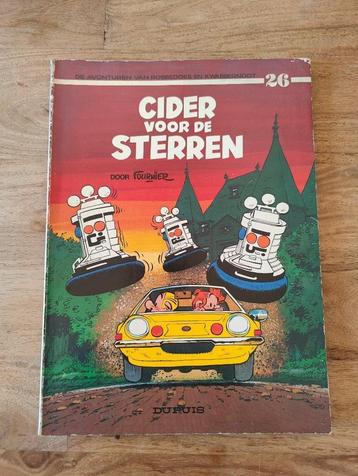 DE AVONTUREN VAN ROBBEDOES EN KWABBERNOOT
26
CIDER
VOOR DE
STERREN
DOOR FOURNIER
DUPUIS